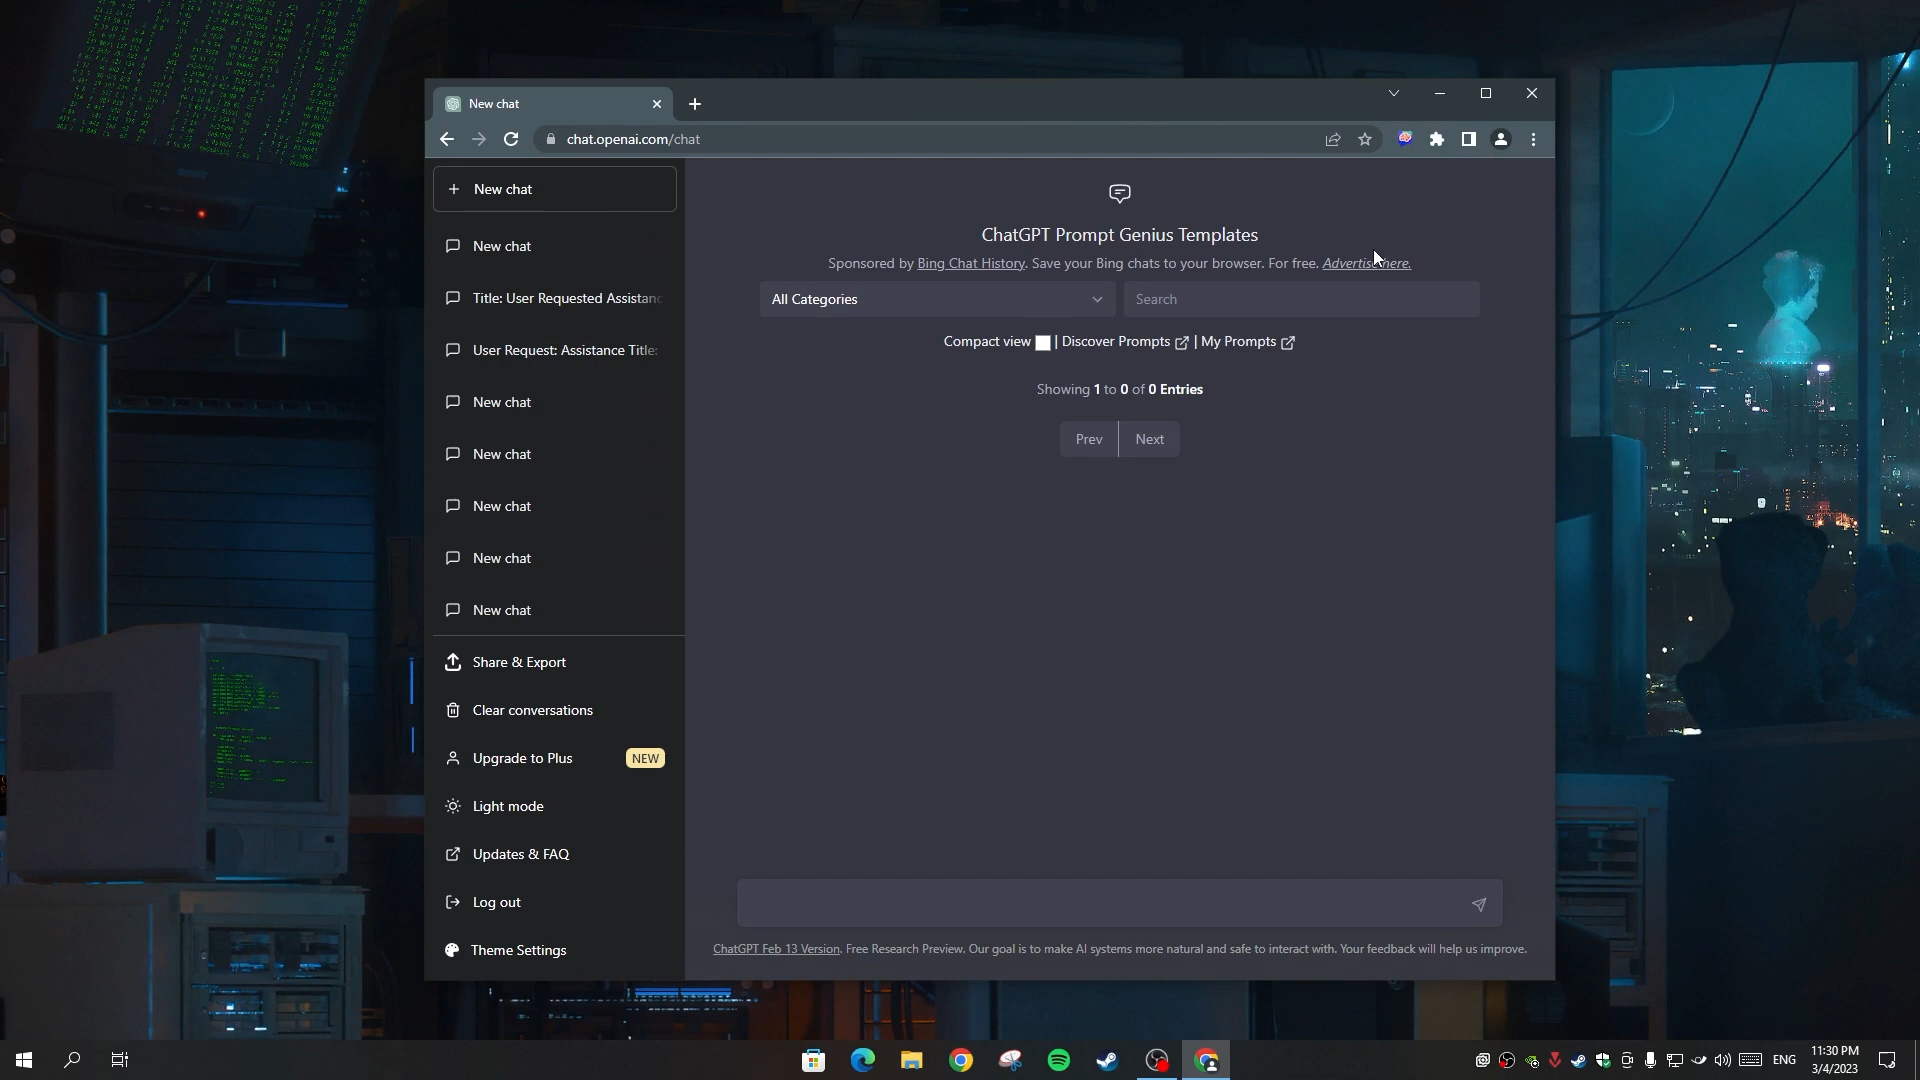 New chat
chat.openai.com/chat
New chat
New chat
Title: User Requested Assistanc
User Request: Assistance Title:
New chat
New chat
New chat
New chat
New chat
Share & Export
Clear conversations
Upgrade to Plus NEW
Light mode
Updates & FAQ
Log out
Theme Settings
ChatGPT Prompt Genius Templates
Sponsored by Bing Chat History. Save your Bing chats to your browser. For free. Advertise here.
All Categories Search
Compact view | Discover Prompts | My Prompts
Showing 1 to 0 of 0 Entries
Prev Next
ChatGPT Feb 13 Version. Free Research Preview. Our goal is to make AI systems more natural and safe to interact with. Your feedback will help us improve.
ENG
11:30 PM
3/4/2023